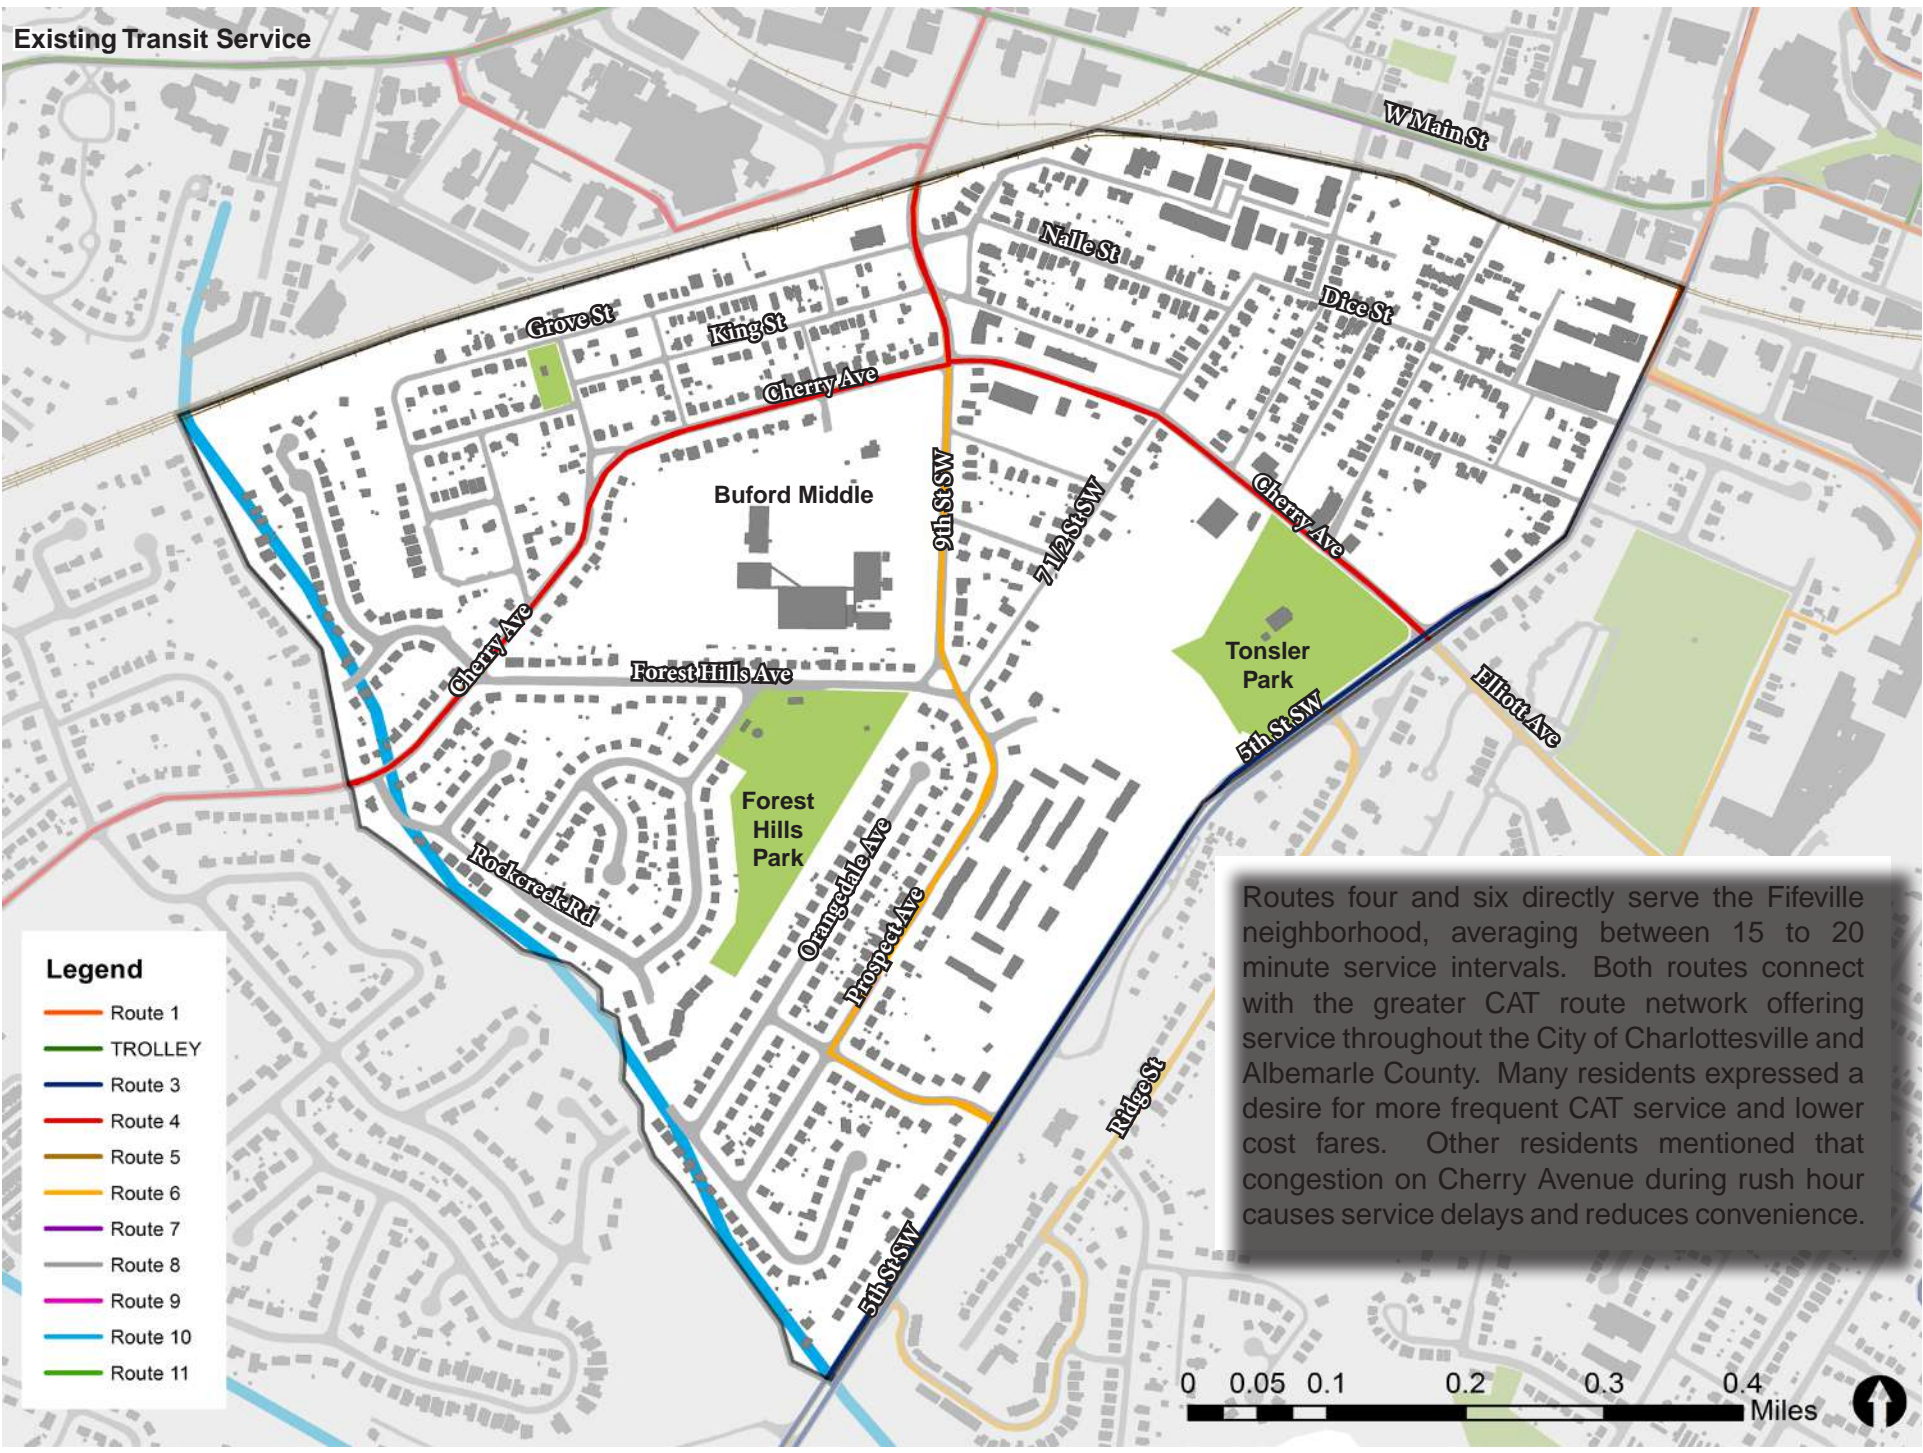 Existing Transit Service
W Main St
Nalle St
Dice St
Grove St
King St
Cherry Ave
Buford Middle
9th St SW
7 1/2 St SW
Cherry Ave
Cherry Ave
Forest Hills Ave
Tonsler
Park
Elliott Ave
5th St SW
Forest
Hills
Park
Orangedale Ave
Rockcreek Rd
Prospect Ave
Ridge St
5th St SW
Routes four and six directly serve the Fifeville
neighborhood, averaging between 15 to 20
minute service intervals. Both routes connect
with the greater CAT route network offering
service throughout the City of Charlottesville and
Albemarle County. Many residents expressed a
desire for more frequent CAT service and lower
cost fares. Other residents mentioned that
congestion on Cherry Avenue during rush hour
causes service delays and reduces convenience.
Legend
Route 1
TROLLEY
Route 3
Route 4
Route 5
Route 6
Route 7
Route 8
Route 9
Route 10
Route 11
0 0.05 0.1 0.2 0.3 0.4
Miles